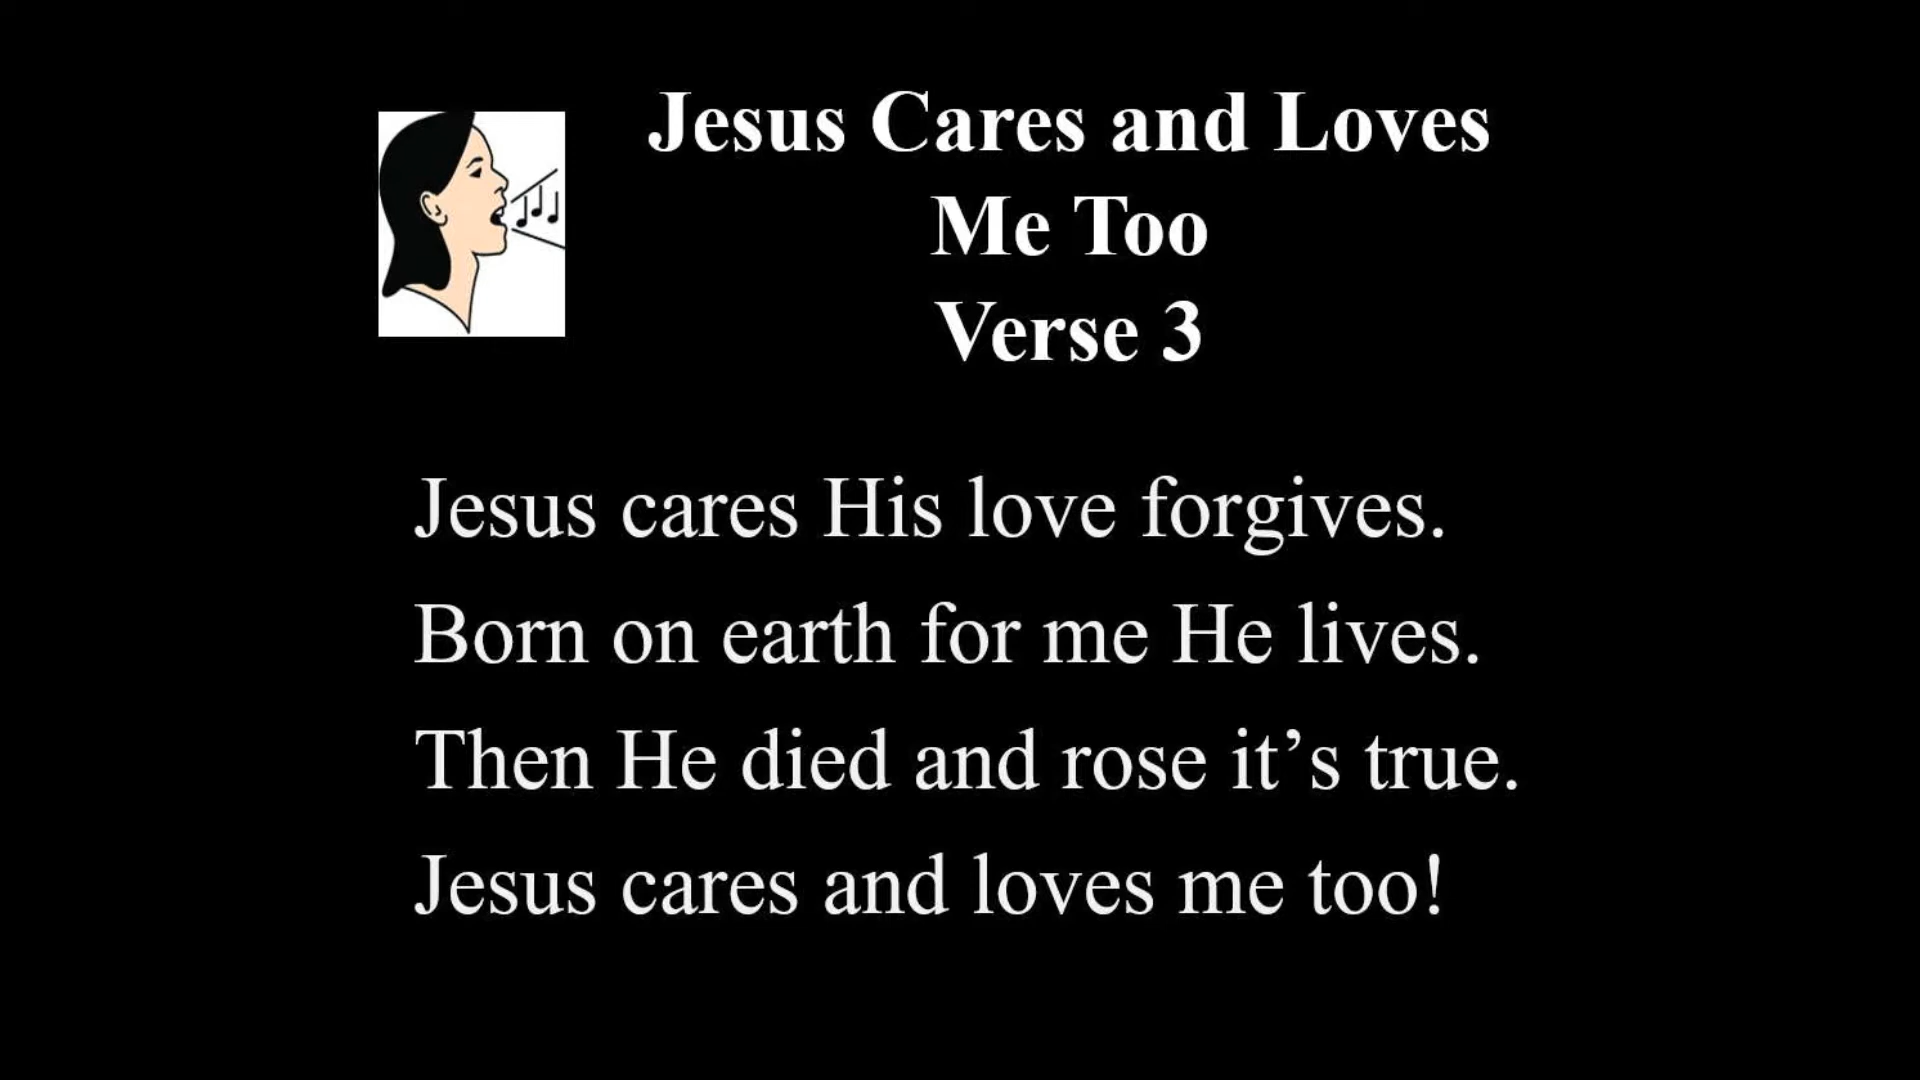 Jesus Cares and Loves
Me Too
Verse 3
Jesus cares His love forgives.
Born on earth for me He lives.
Then He died and rose it’s true.
Jesus cares and loves me too!